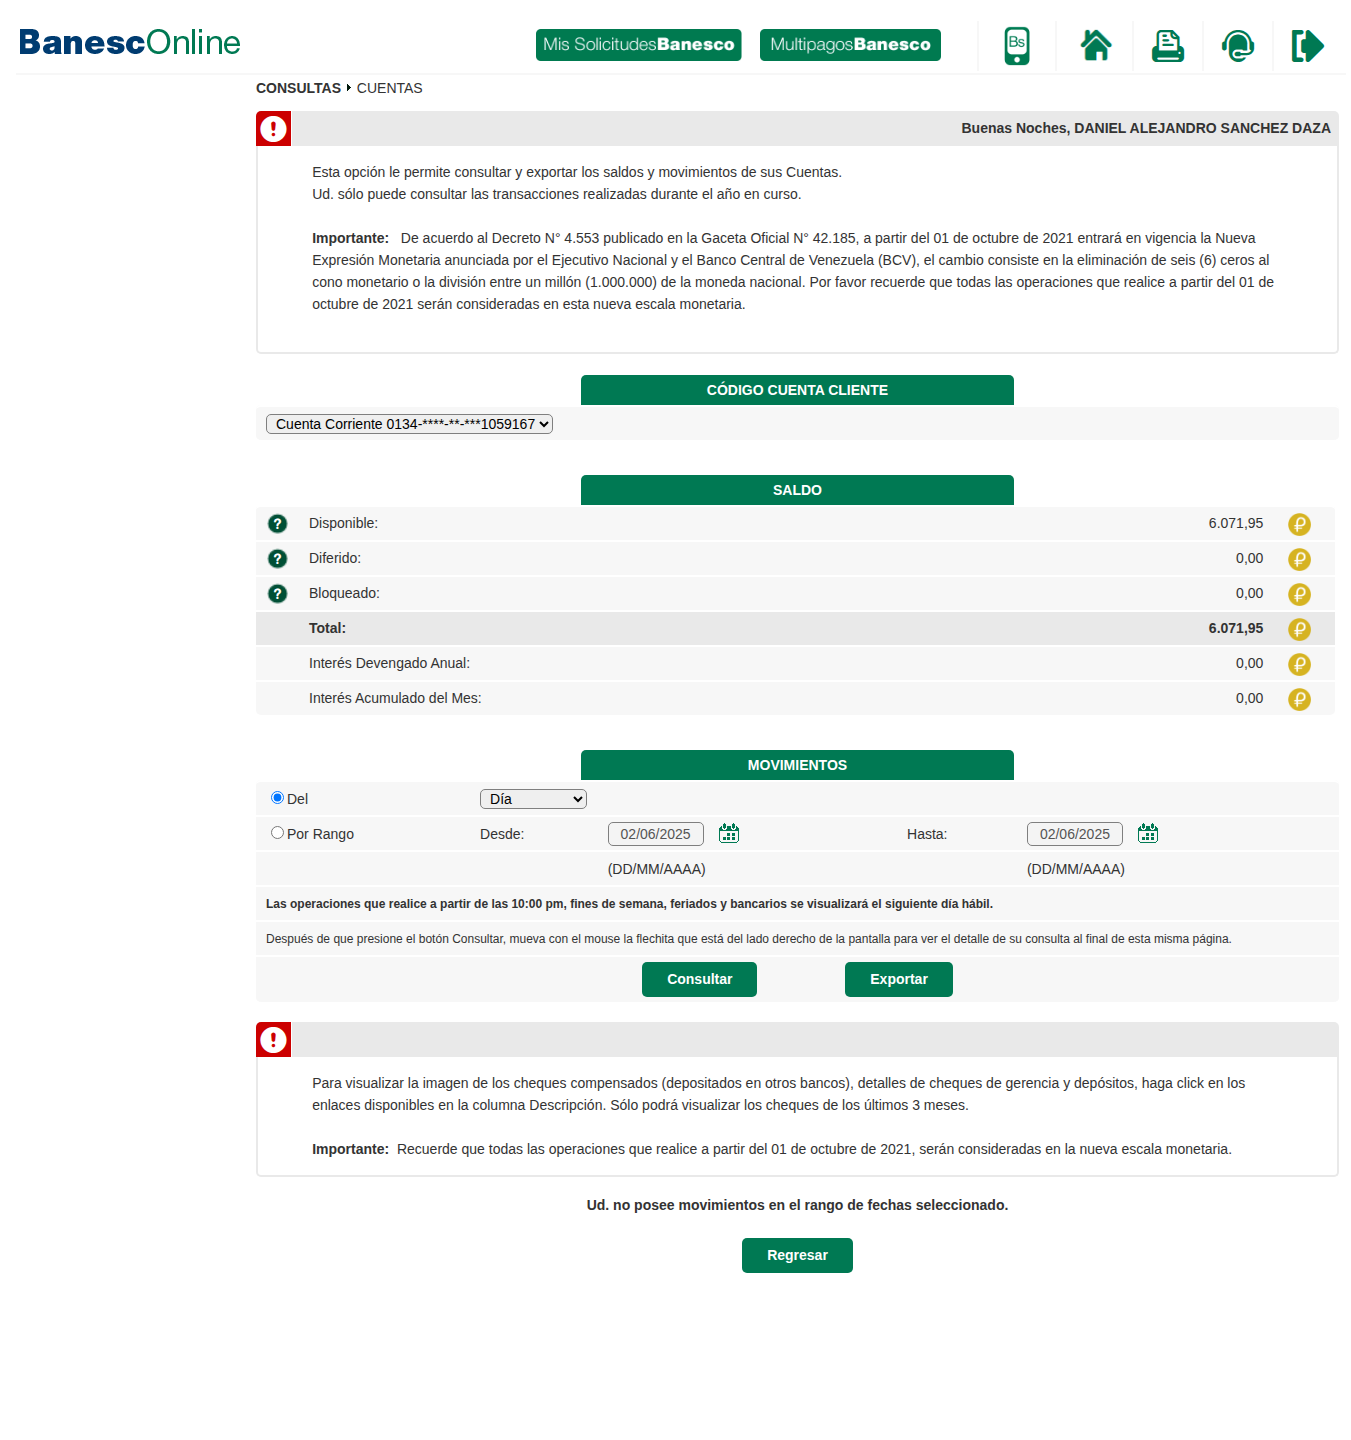 BanescOnline
Mis SolicitudesBanesco
MultipagosBanesco
Bs
CONSULTAS CUENTAS
Buenas Noches, DANIEL ALEJANDRO SANCHEZ DAZA
Esta opción le permite consultar y exportar los saldos y movimientos de sus Cuentas.
Ud. sólo puede consultar las transacciones realizadas durante el año en curso.
Importante: De acuerdo al Decreto N° 4.553 publicado en la Gaceta Oficial N° 42.185, a partir del 01 de octubre de 2021 entrará en vigencia la Nueva
Expresión Monetaria anunciada por el Ejecutivo Nacional y el Banco Central de Venezuela (BCV), el cambio consiste en la eliminación de seis (6) ceros al
cono monetario o la división entre un millón (1.000.000) de la moneda nacional. Por favor recuerde que todas las operaciones que realice a partir del 01 de
octubre de 2021 serán consideradas en esta nueva escala monetaria.
CÓDIGO CUENTA CLIENTE
Cuenta Corriente 0134-****-**-***1059167
SALDO
Disponible: 6.071,95
Diferido: 0,00
Bloqueado: 0,00
Total: 6.071,95
Interés Devengado Anual: 0,00
Interés Acumulado del Mes: 0,00
MOVIMIENTOS
Del Día
Por Rango Desde: 02/06/2025 Hasta: 02/06/2025
(DD/MM/AAAA) (DD/MM/AAAA)
Las operaciones que realice a partir de las 10:00 pm, fines de semana, feriados y bancarios se visualizará el siguiente día hábil.
Después de que presione el botón Consultar, mueva con el mouse la flechita que está del lado derecho de la pantalla para ver el detalle de su consulta al final de esta misma página.
Consultar Exportar
Para visualizar la imagen de los cheques compensados (depositados en otros bancos), detalles de cheques de gerencia y depósitos, haga click en los
enlaces disponibles en la columna Descripción. Sólo podrá visualizar los cheques de los últimos 3 meses.
Importante: Recuerde que todas las operaciones que realice a partir del 01 de octubre de 2021, serán consideradas en la nueva escala monetaria.
Ud. no posee movimientos en el rango de fechas seleccionado.
Regresar